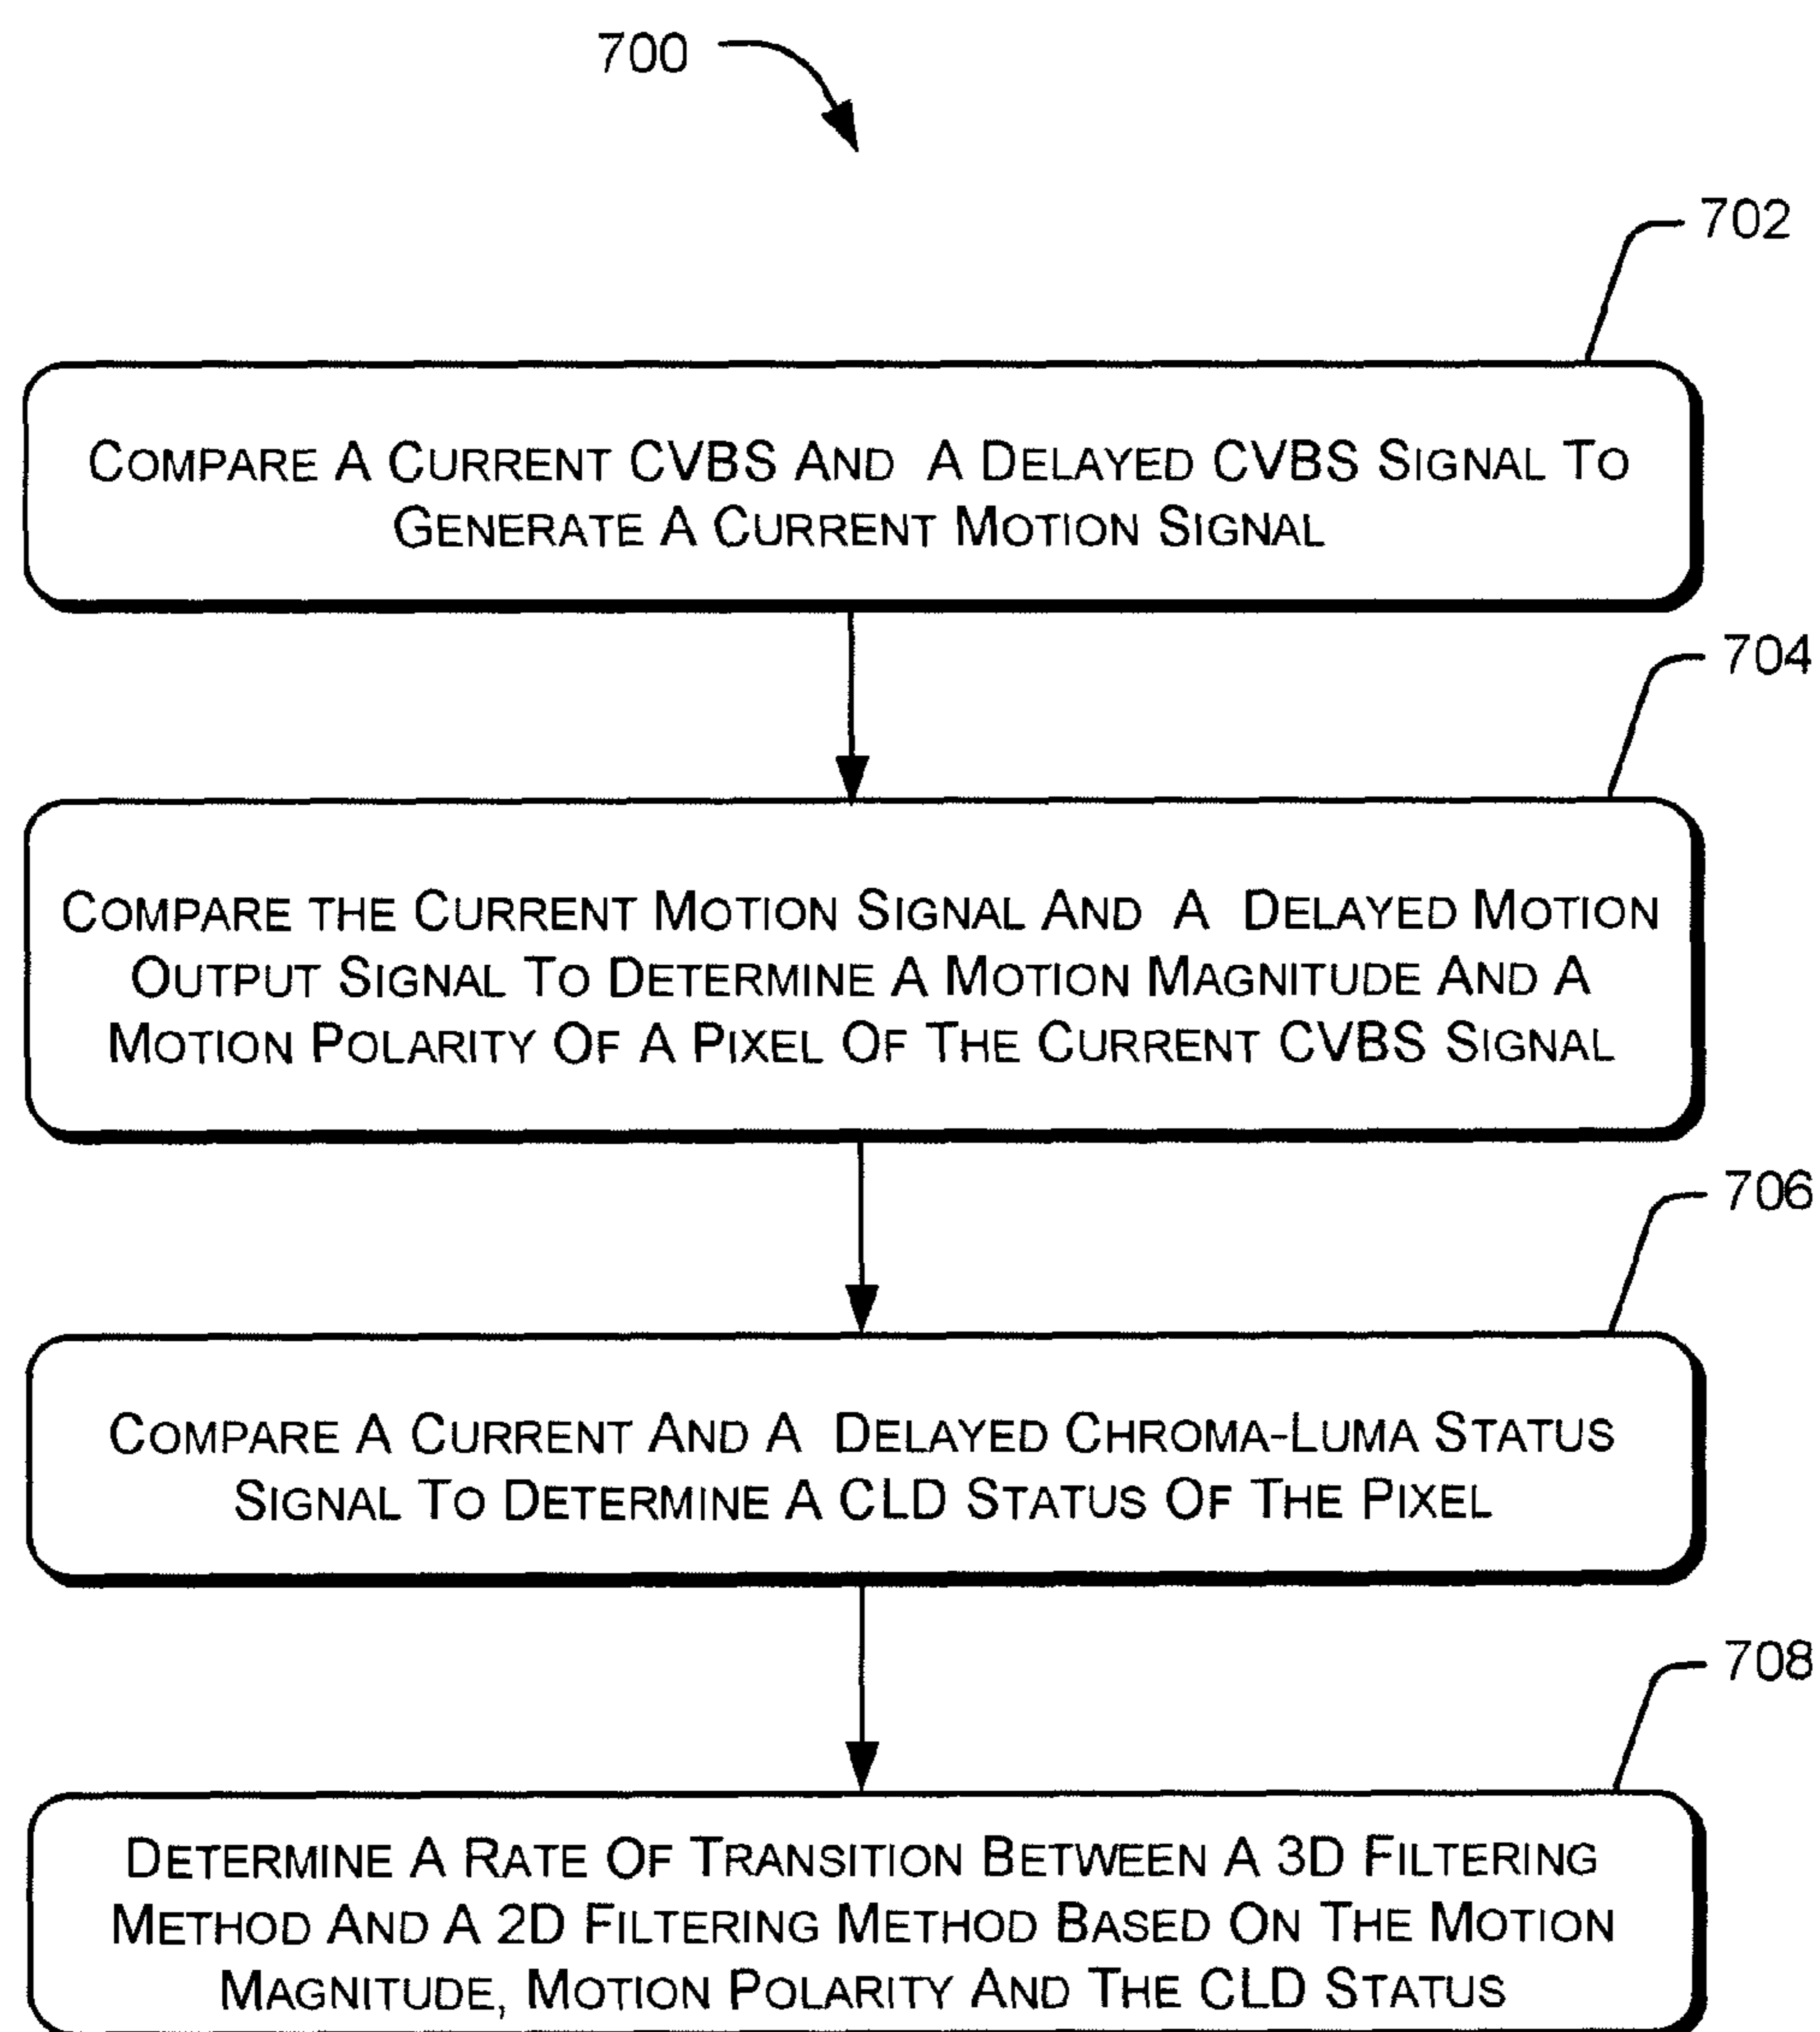 700
702
COMPARE A CURRENT CVBS AND A DELAYED CVBS SIGNAL TO
GENERATE A CURRENT MOTION SIGNAL
704
COMPARE THE CURRENT MOTION SIGNAL AND A DELAYED MOTION
OUTPUT SIGNAL TO DETERMINE A MOTION MAGNITUDE AND A
MOTION POLARITY OF A PIXEL OF THE CURRENT CVBS SIGNAL
706
COMPARE A CURRENT AND A DELAYED CHROMA-LUMA STATUS
SIGNAL TO DETERMINE A CLD STATUS OF THE PIXEL
708
DETERMINE A RATE OF TRANSITION BETWEEN A 3D FILTERING
METHOD AND A 2D FILTERING METHOD BASED ON THE MOTION
MAGNITUDE, MOTION POLARITY AND THE CLD STATUS